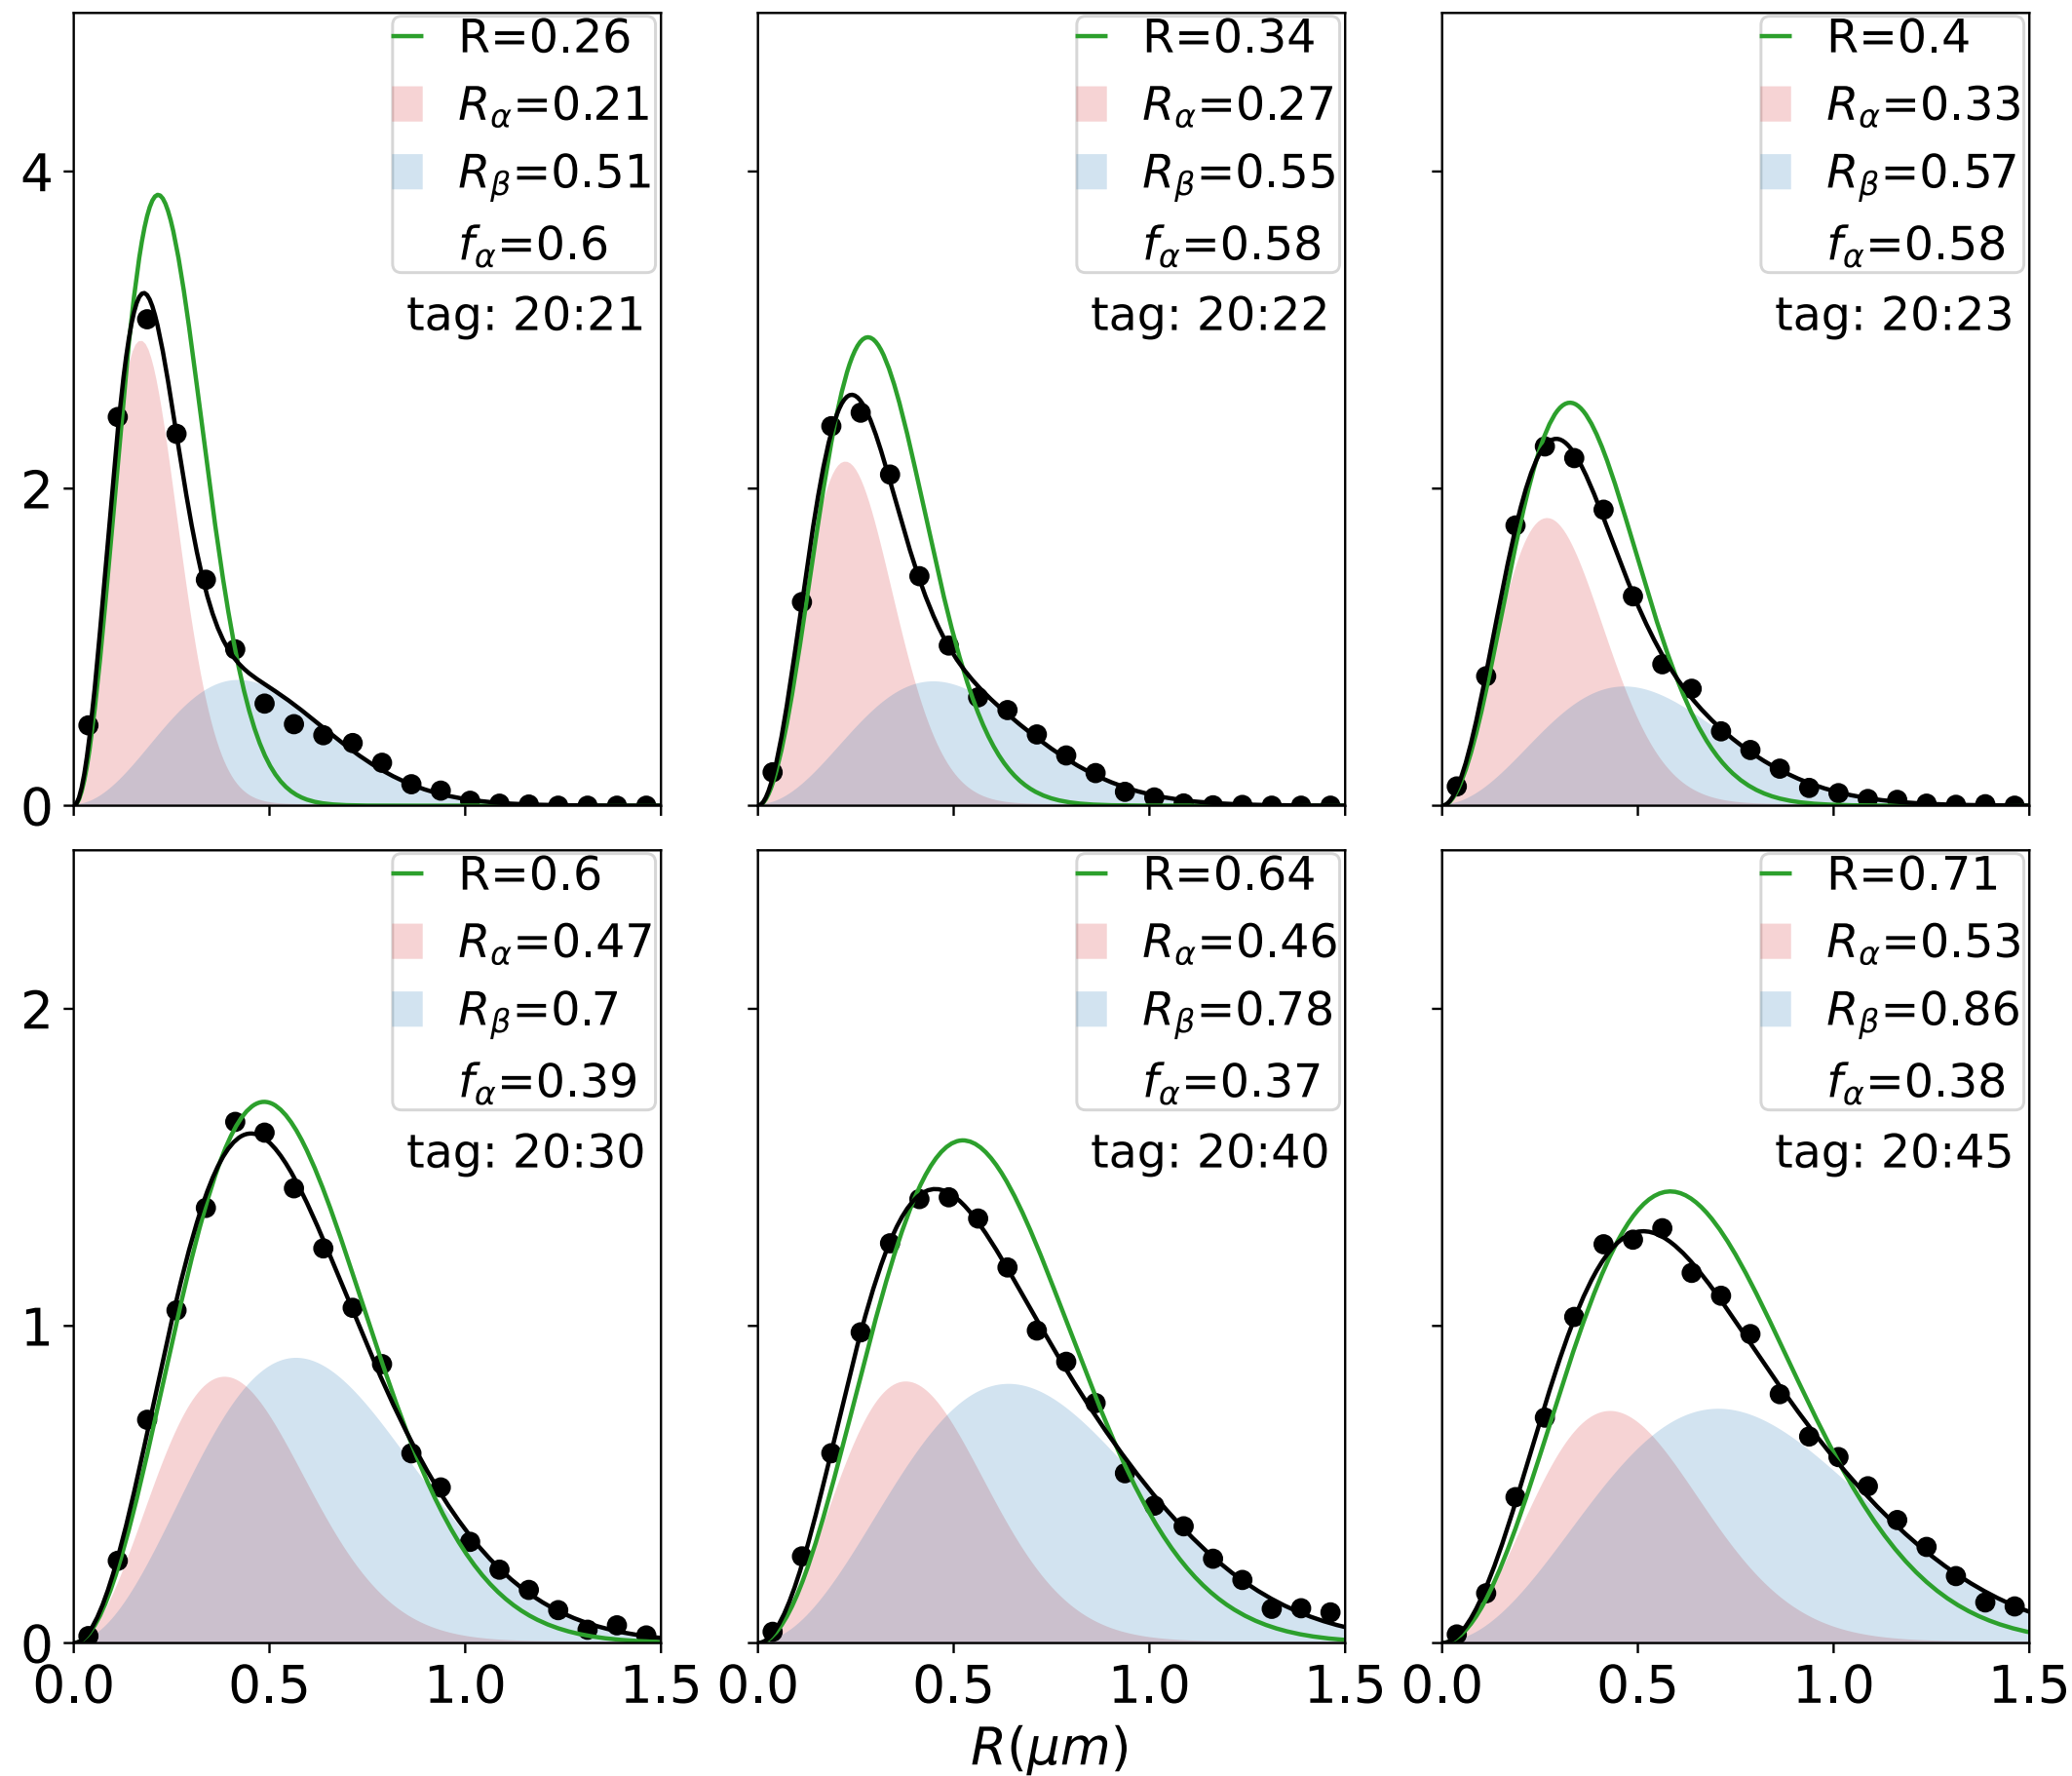 R=0.26
Rα=0.21
Rβ=0.51
fα=0.6
tag: 20:21
R=0.34
Rα=0.27
Rβ=0.55
fα=0.58
tag: 20:22
R=0.4
Rα=0.33
Rβ=0.57
fα=0.58
tag: 20:23
4
2
0
R=0.6
Rα=0.47
Rβ=0.7
fα=0.39
tag: 20:30
R=0.64
Rα=0.46
Rβ=0.78
fα=0.37
tag: 20:40
R=0.71
Rα=0.53
Rβ=0.86
fα=0.38
tag: 20:45
2
1
0
0.0 0.5 1.0 1.5 0.0 0.5 1.0 1.5 0.0 0.5 1.0 1.5
R(μm)